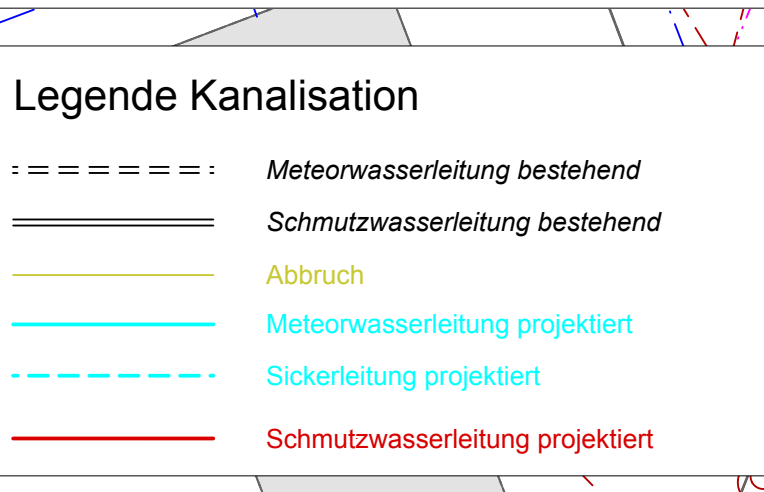 Legende Kanalisation
Meteorwasserleitung bestehend
Schmutzwasserleitung bestehend
Abbruch
Meteorwasserleitung projektiert
Sickerleitung projektiert
Schmutzwasserleitung projektiert